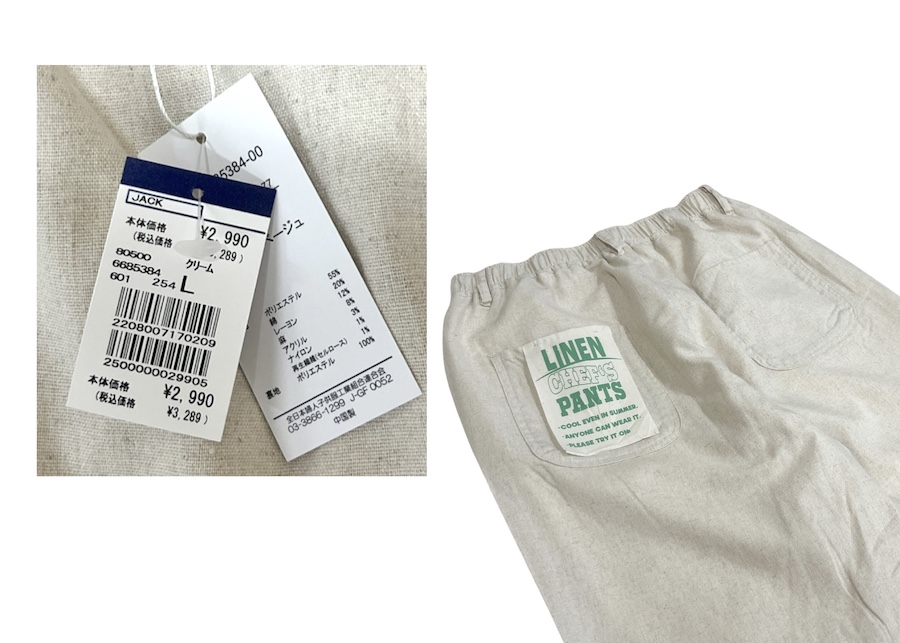 JACK
本体価格 ¥2,990
(税込価格 ,289)
80500 クリーム
6685384
601 254 L
2208007170209
2500000029905
本体価格 ¥2,990
(税込価格 ¥3,289)
5384-00
ージュ
55%
ポリエステル 20%
綿 12%
レーヨン 8%
麻 3%
アクリル 1%
ナイロン 1%
再生繊維(セルロース) 100%
裏地 ポリエステル
全日本婦人子供服工業組合連合会
03-3866-1299 J-GF 0052
中国製
LINEN
CHEF'S
PANTS
·COOL EVEN IN SUMMER.
·ANYONE CAN WEAR IT.
·PLEASE TRY IT ON.